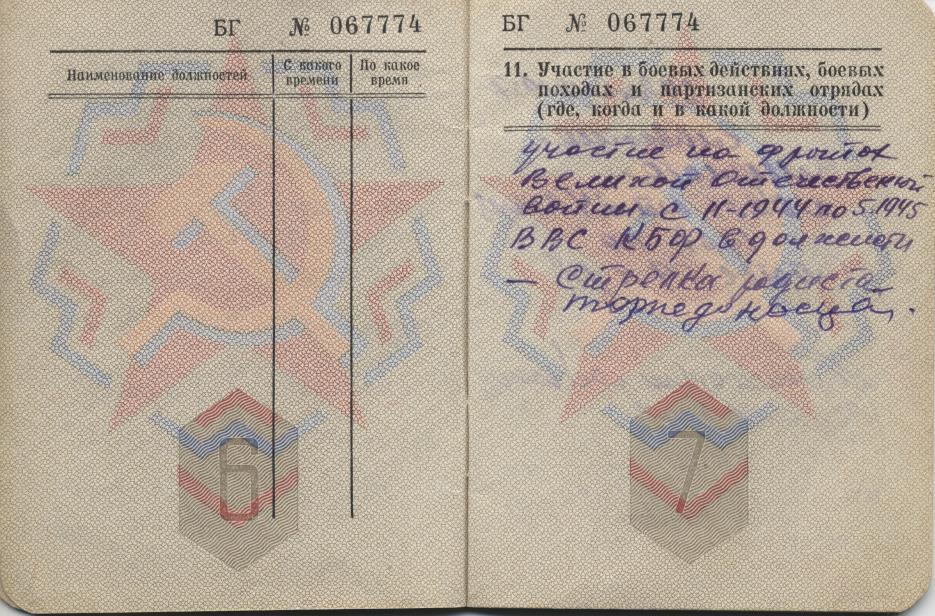 БГ № 067774
Наименование должностей
С какого времени
По какое время
6
БГ № 067774
11. Участие в боевых действиях, боевых
походах и партизанских отрядах
(где, когда и в какой должности)
участие на фронтах
Великой Отечественной
войны с 11-1944 по 5.1945
ВВС КБФ в должности
— Стрелка радиста
торпедоносца.
7